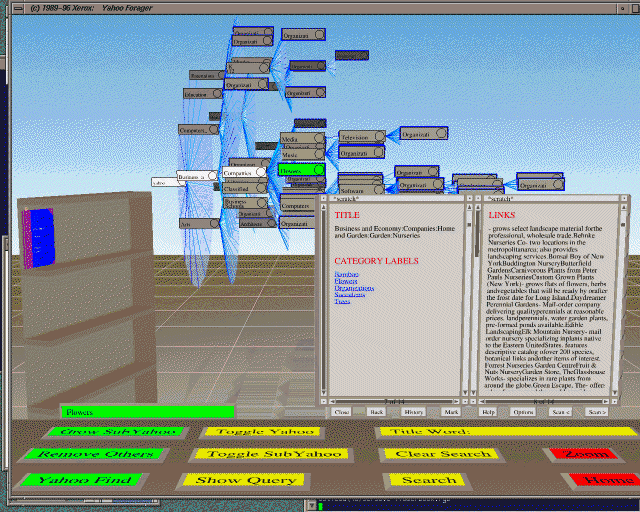 (c) 1989-96 Xerox: Yahoo Forager
Organizati
Organizati
Organizati
Organizati
Organizati
Education
Computers_
Media
Television
Organizati
Music
Organizati
Business_a
Companies
Flowers
Classified
Software
Organizati
Organizati
Business
Schools
Organizati
Companies
Arts
Organizati
*scratch*
TITLE
Business and Economy:Companies:Home
and Garden:Garden:Nurseries
CATEGORY LABELS
Bamboo
Flowers
Organizations
Succulents
Trees
7 of 14
*scratch*
LINKS
- grows select landscape material forthe
professional, wholesale trade.Behnke
Nurseries Co- two locations in the
metropolitanarea; also provides
landscaping services.Bonsai Boy of New
YorkBuddington NurseryButterfield
GardensCarnivorous Plants from Peter
Pauls NurseriesCustom Grown Plants
(New York)- grows flats of flowers, herbs
andvegetables that will be ready by orafter
the frost date for Long Island.Daydreamer
Perennial Gardens- Mail-order company
delivering qualityperennials at reasonable
prices. landperennials, water garden plants,
pre-formed ponds available.Edible
LandscapingElk Mountain Nursery- mail
order nursery specializing inplants native
to the Eastern UnitedStates. features
descriptive catalog ofover 200 species,
botanical links andother items of interest.
Forrest Nurseries Garden CentreFruit &
Nuts NurseryGarden Store, TheGlasshouse
Works- specializes in rare plants from
around the globe.Green Escape, The- offer
8 of 14
Close
Back
History
Mark
Help
Options
Scan <
Scan >
Flowers
Grow SubYahoo
Toggle Yahoo
Title Word:
Remove Others
Toggle SubYahoo
Clear Search
Zoom
Yahoo Find
Show Query
Search
Home